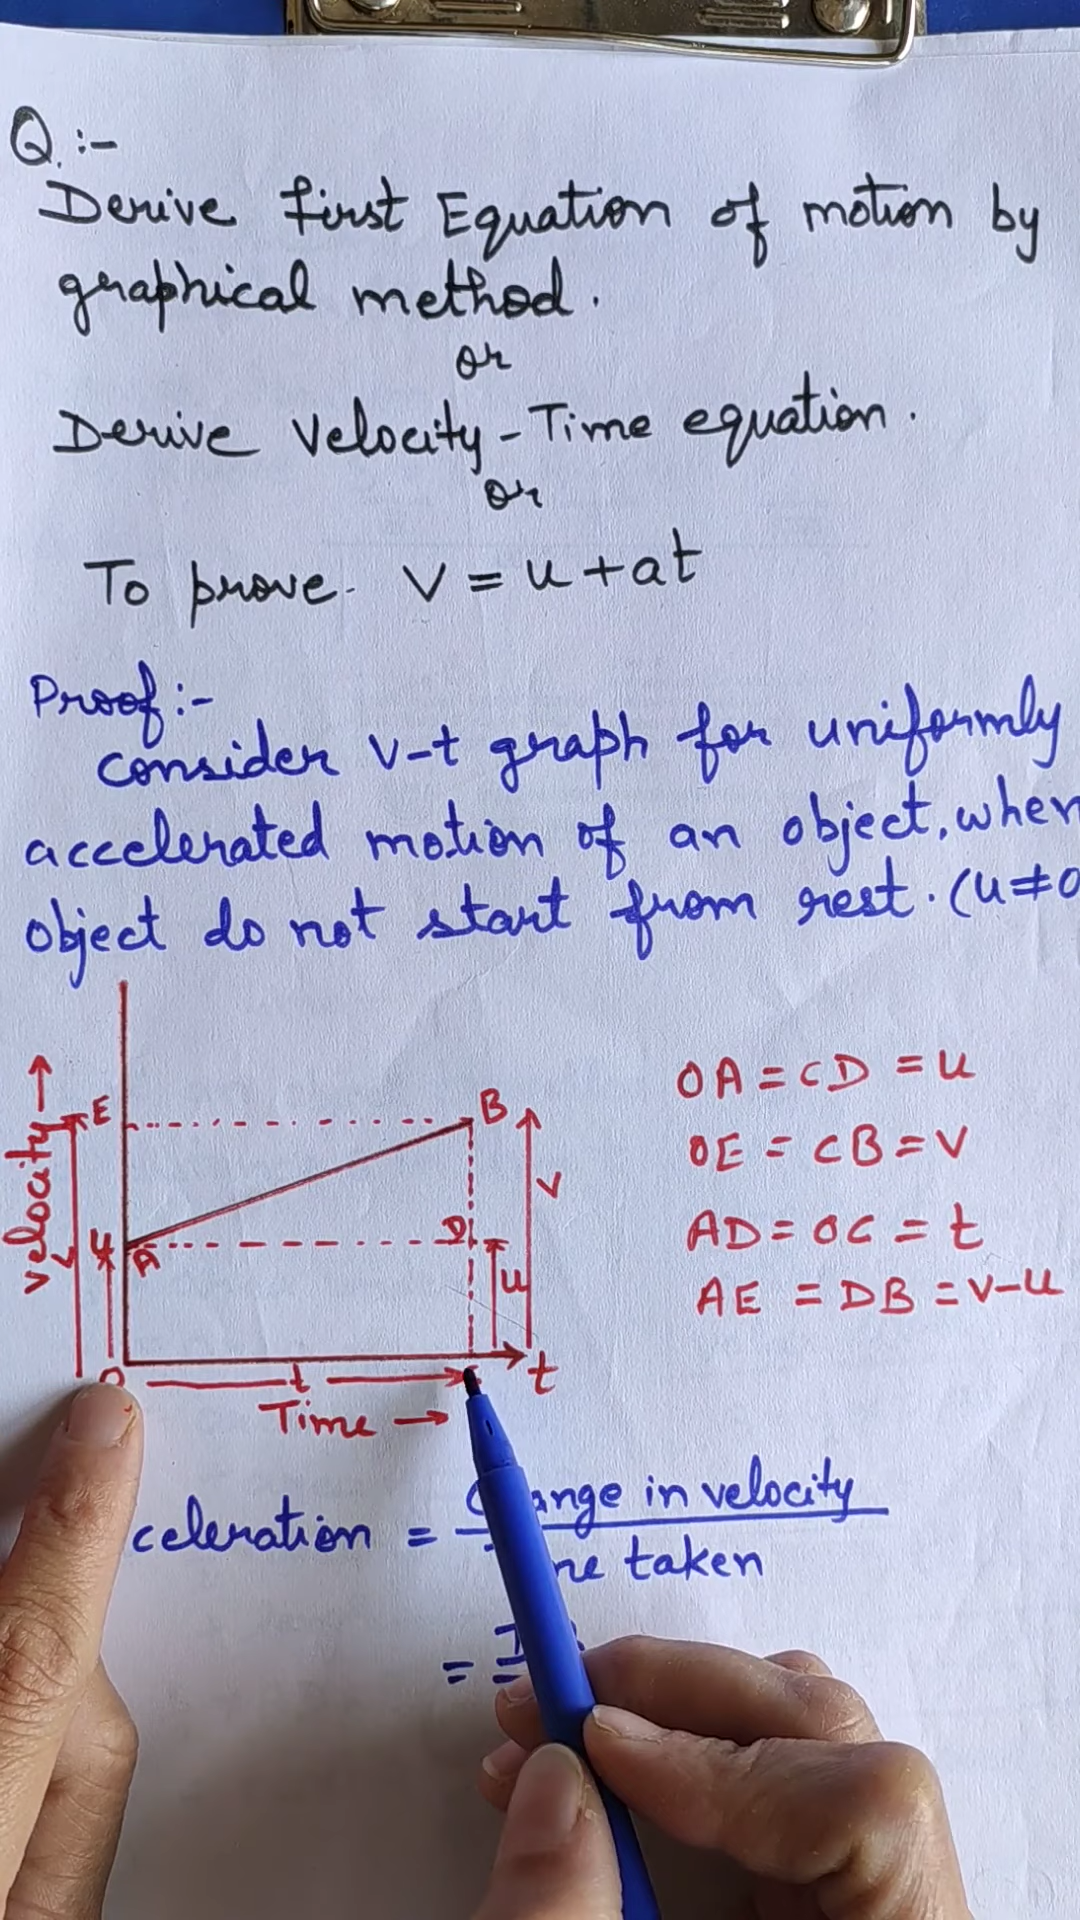 Q. :-
Derive first Equation of motion by
graphical method.
or
Derive Velocity-Time equation.
or
To prove. V = u + at
Proof :-
Consider v-t graph for uniformly
accelerated motion of an object, when
object do not start from rest. (u≠0
Velocity →
E
B
V
u
A
D
u
O
t
t
Time →
OA = CD = u
OE = CB = V
AD = OC = t
AE = DB = V-u
celeration = ange in velocity
taken
=